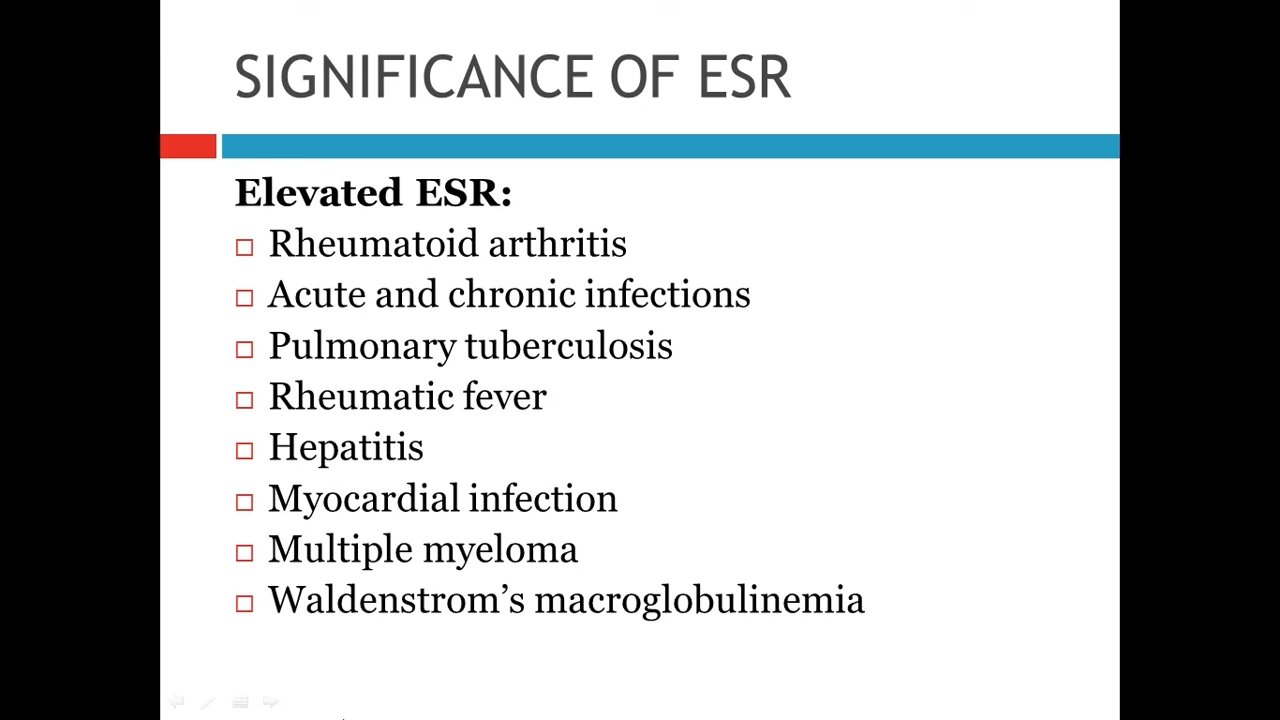 SIGNIFICANCE OF ESR
Elevated ESR:
Rheumatoid arthritis
Acute and chronic infections
Pulmonary tuberculosis
Rheumatic fever
Hepatitis
Myocardial infection
Multiple myeloma
Waldenstrom’s macroglobulinemia